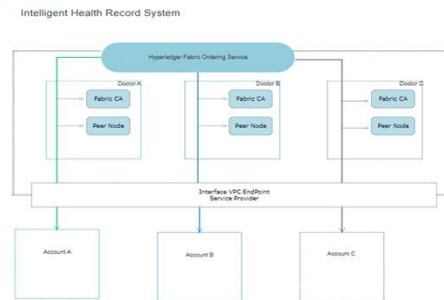 Intelligent Health Record System
Hyperledger Fabric Ordering Service
Doctor A
Doctor B
Doctor C
Fabric CA
Fabric CA
Fabric CA
Peer Node
Peer Node
Peer Node
Interface VPC EndPoint
Service Provider
Account A
Account B
Account C